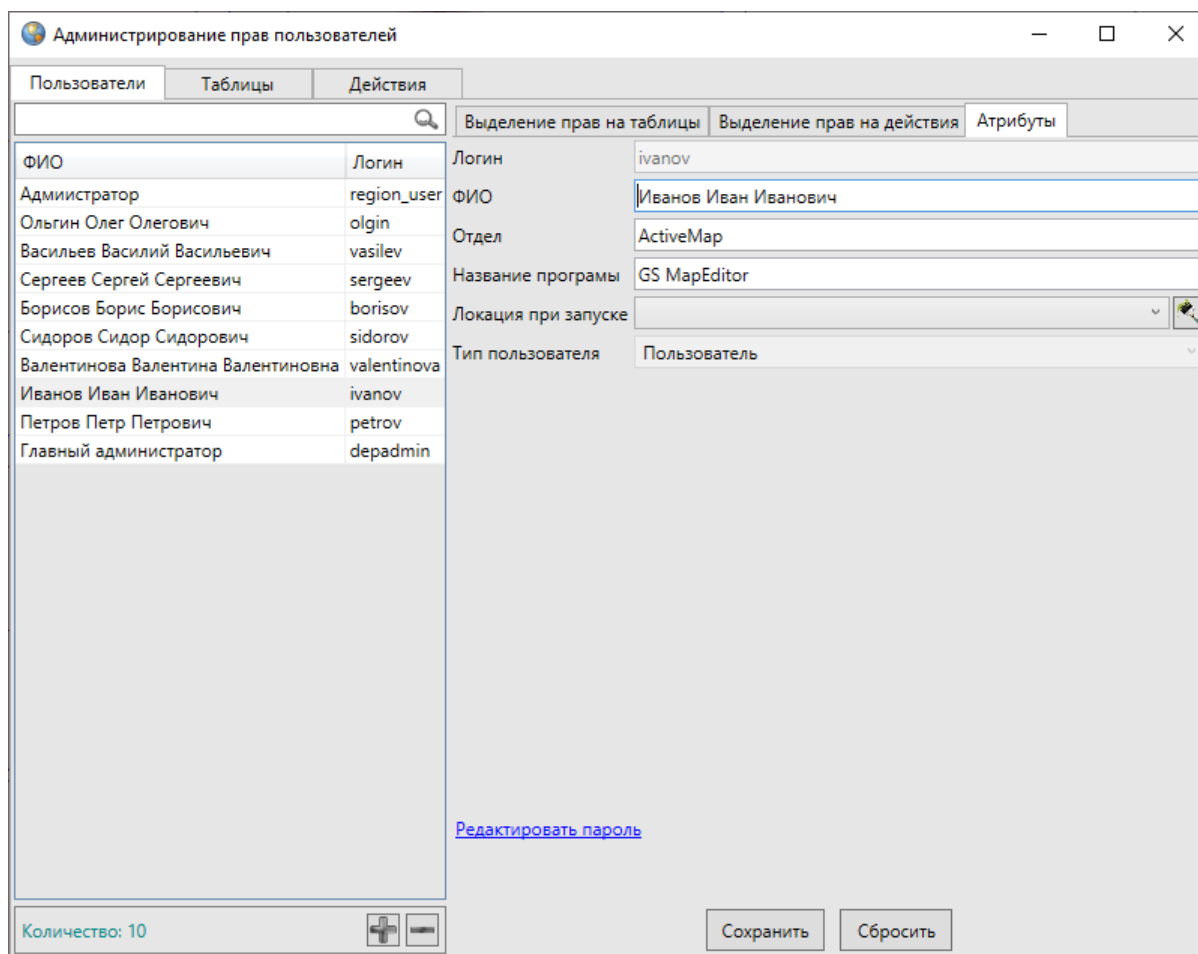 Администрирование прав пользователей
Пользователи Таблицы Действия
Выделение прав на таблицы Выделение прав на действия Атрибуты
ФИО Логин
Адмиистратор region_user
Ольгин Олег Олегович olgin
Васильев Василий Васильевич vasilev
Сергеев Сергей Сергеевич sergeev
Борисов Борис Борисович borisov
Сидоров Сидор Сидорович sidorov
Валентинова Валентина Валентиновна valentinova
Иванов Иван Иванович ivanov
Петров Петр Петрович petrov
Главный администратор depadmin
Количество: 10
Логин ivanov
ФИО Иванов Иван Иванович
Отдел ActiveMap
Название програмы GS MapEditor
Локация при запуске
Тип пользователя Пользователь
Редактировать пароль
Сохранить Сбросить